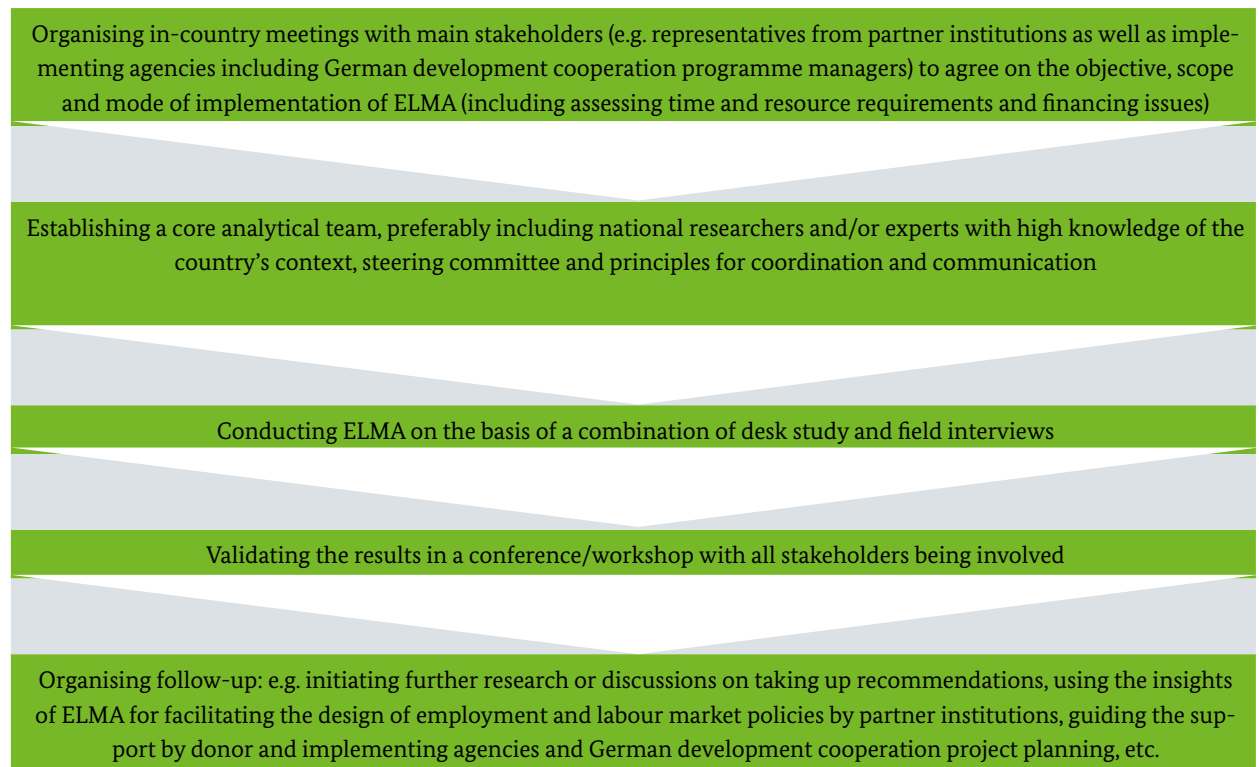 Organising in-country meetings with main stakeholders (e.g. representatives from partner institutions as well as imple-
menting agencies including German development cooperation programme managers) to agree on the objective, scope
and mode of implementation of ELMA (including assessing time and resource requirements and financing issues)
Establishing a core analytical team, preferably including national researchers and/or experts with high knowledge of the
country's context, steering committee and principles for coordination and communication
Conducting ELMA on the basis of a combination of desk study and field interviews
Validating the results in a conference/workshop with all stakeholders being involved
Organising follow-up: e.g. initiating further research or discussions on taking up recommendations, using the insights
of ELMA for facilitating the design of employment and labour market policies by partner institutions, guiding the sup-
port by donor and implementing agencies and German development cooperation project planning, etc.